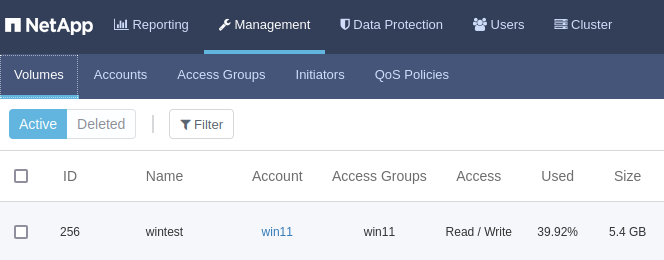 NetApp Reporting Management Data Protection Users Cluster
Volumes Accounts Access Groups Initiators QoS Policies
Active Deleted Filter
ID Name Account Access Groups Access Used Size
256 wintest win11 win11 Read / Write 39.92% 5.4 GB